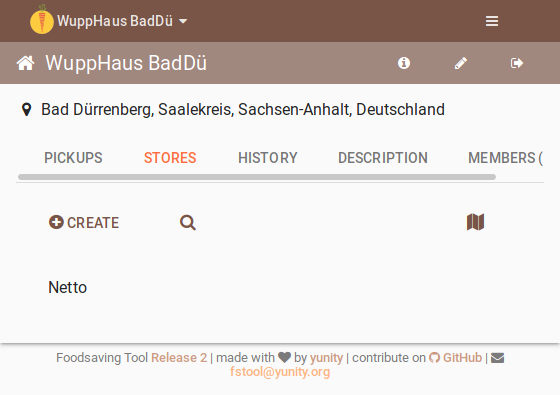 WuppHaus BadDü
WuppHaus BadDü
Bad Dürrenberg, Saalekreis, Sachsen-Anhalt, Deutschland
PICKUPS STORES HISTORY DESCRIPTION MEMBERS (
CREATE
Netto
Foodsaving Tool Release 2 | made with by yunity | contribute on GitHub |
fstool@yunity.org